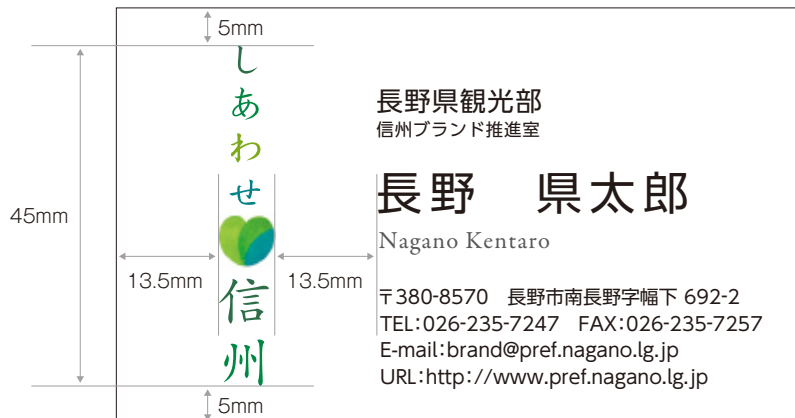 5mm
45mm
しあわせ
信州
13.5mm
13.5mm
5mm
長野県観光部
信州ブランド推進室
長野　県太郎
Nagano Kentaro
〒380-8570　長野市南長野字幅下 692-2
TEL:026-235-7247　FAX:026-235-7257
E-mail:brand@pref.nagano.lg.jp
URL:http://www.pref.nagano.lg.jp